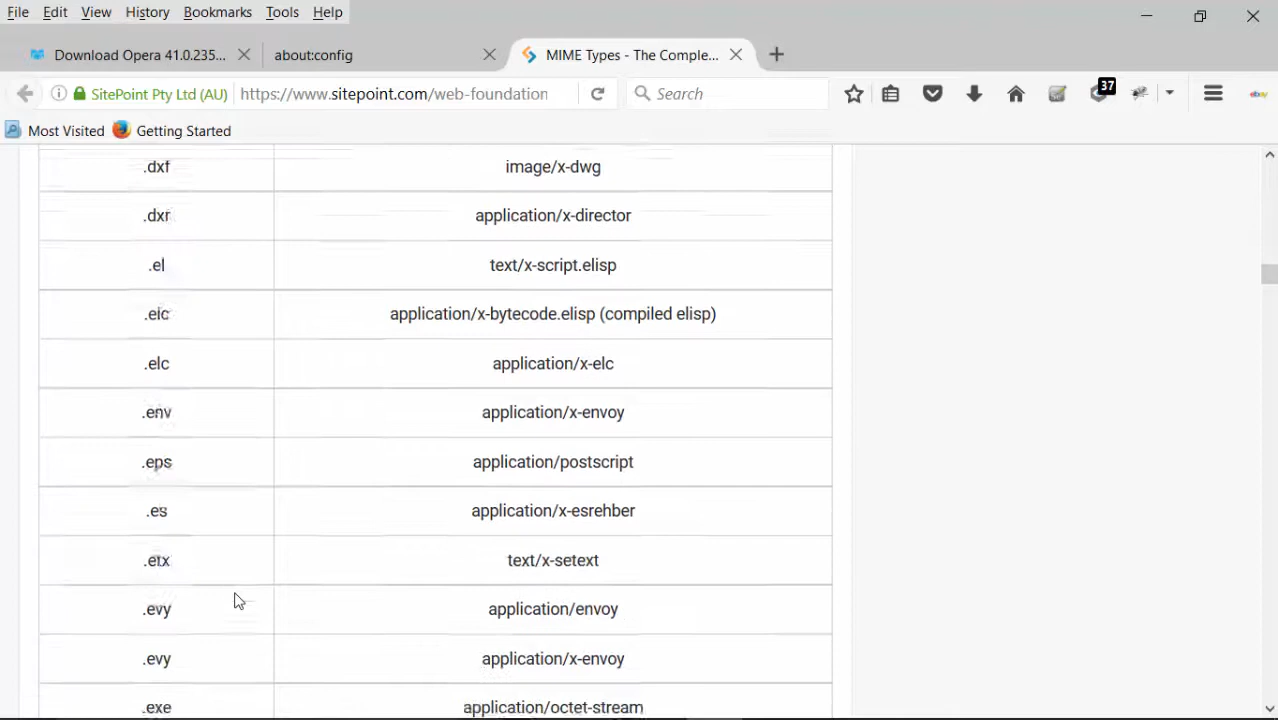 File Edit View History Bookmarks Tools Help
Download Opera 41.0.235... about:config MIME Types - The Comple...
SitePoint Pty Ltd (AU) https://www.sitepoint.com/web-foundation Search 37 ebay
Most Visited Getting Started
.dxf image/x-dwg
.dxr application/x-director
.el text/x-script.elisp
.elc application/x-bytecode.elisp (compiled elisp)
.elc application/x-elc
.env application/x-envoy
.eps application/postscript
.es application/x-esrehber
.etx text/x-setext
.evy application/envoy
.evy application/x-envoy
.exe application/octet-stream